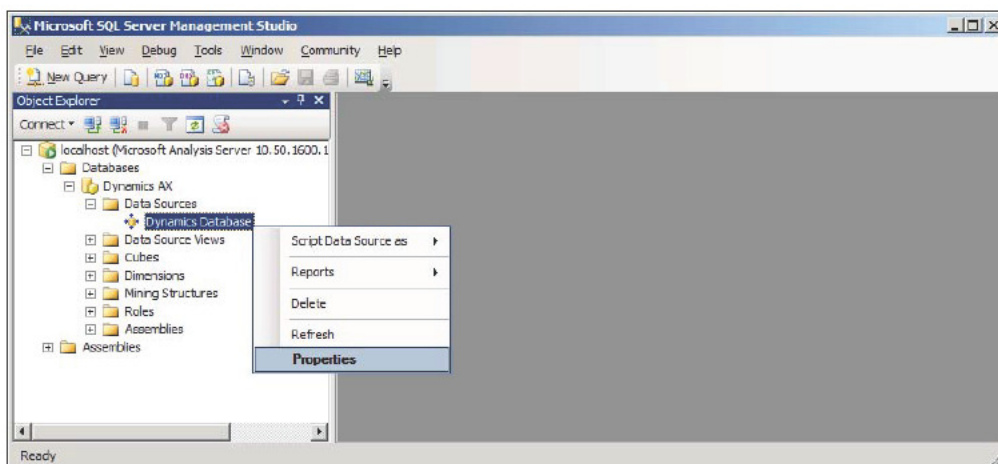 Microsoft SQL Server Management Studio
File Edit View Debug Tools Window Community Help
New Query
Object Explorer
Connect
localhost (Microsoft Analysis Server 10.50.1600.1
Databases
Dynamics AX
Data Sources
Dynamics Database
Data Source Views
Cubes
Dimensions
Mining Structures
Roles
Assemblies
Assemblies
Script Data Source as
Reports
Delete
Refresh
Properties
Ready